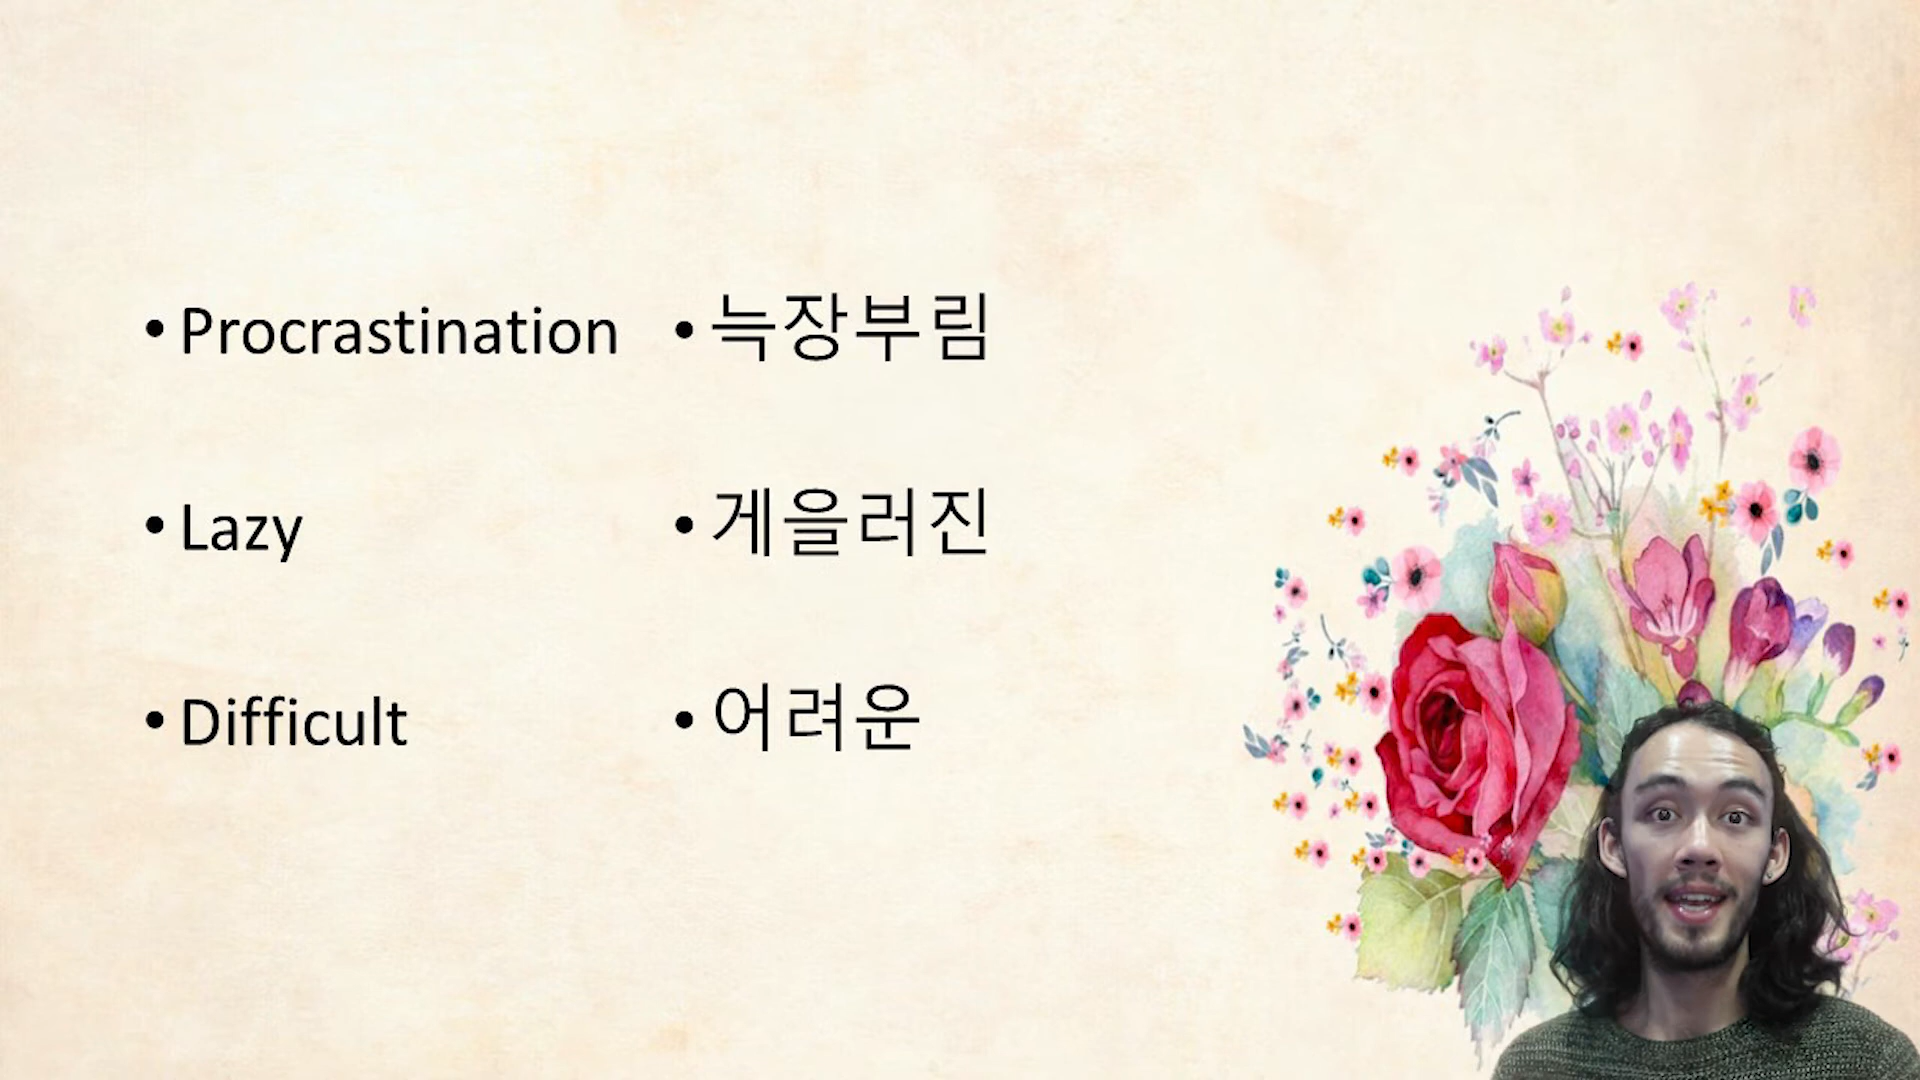 • Procrastination • 늑장부림
• Lazy • 게을러진
• Difficult • 어려운